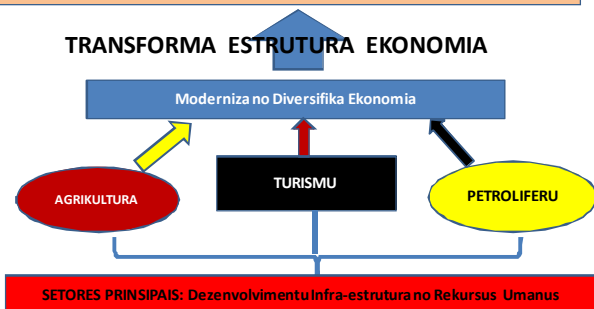 TRANSFORMA ESTRUTURA EKONOMIA
Moderniza no Diversifika Ekonomia
AGRIKULTURA
TURISMU
PETROLIFERU
SETORES PRINSIPAIS: Dezenvolvimentu Infra-estrutura no Rekursus Umanus